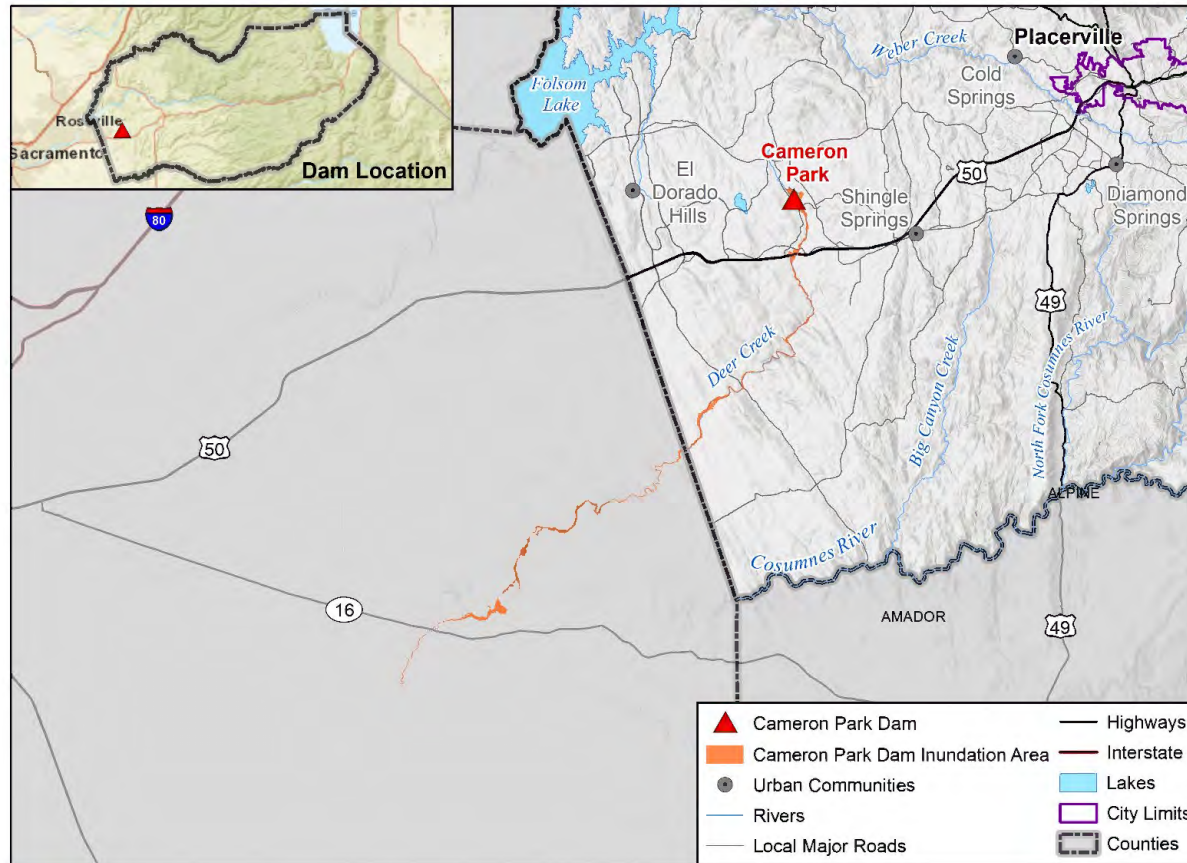 Roseville
Sacramento
Dam Location
80
Folsom
Lake
Weber Creek
Placerville
Cold
Springs
Cameron
Park
El
Dorado
Hills
Shingle
Springs
50
Diamond
Springs
49
Deer Creek
Big Canyon Creek
North Fork Cosumnes River
50
ALPINE
Cosumnes River
16
AMADOR
49
Cameron Park Dam
Cameron Park Dam Inundation Area
Urban Communities
Rivers
Local Major Roads
Highways
Interstate
Lakes
City Limits
Counties